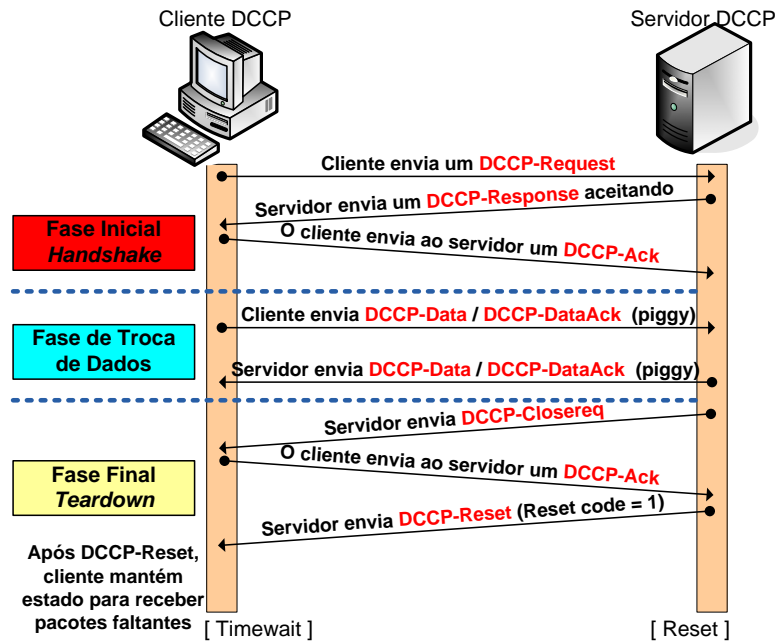 Cliente DCCP
Servidor DCCP
Cliente envia um DCCP-Request
Servidor envia um DCCP-Response aceitando
O cliente envia ao servidor um DCCP-Ack
Fase Inicial
Handshake
Cliente envia DCCP-Data / DCCP-DataAck (piggy)
Fase de Troca
de Dados
Servidor envia DCCP-Data / DCCP-DataAck (piggy)
Servidor envia DCCP-Closereq
O cliente envia ao servidor um DCCP-Ack
Fase Final
Teardown
Servidor envia DCCP-Reset (Reset code = 1)
Após DCCP-Reset,
cliente mantém
estado para receber
pacotes faltantes
[ Timewait ]
[ Reset ]